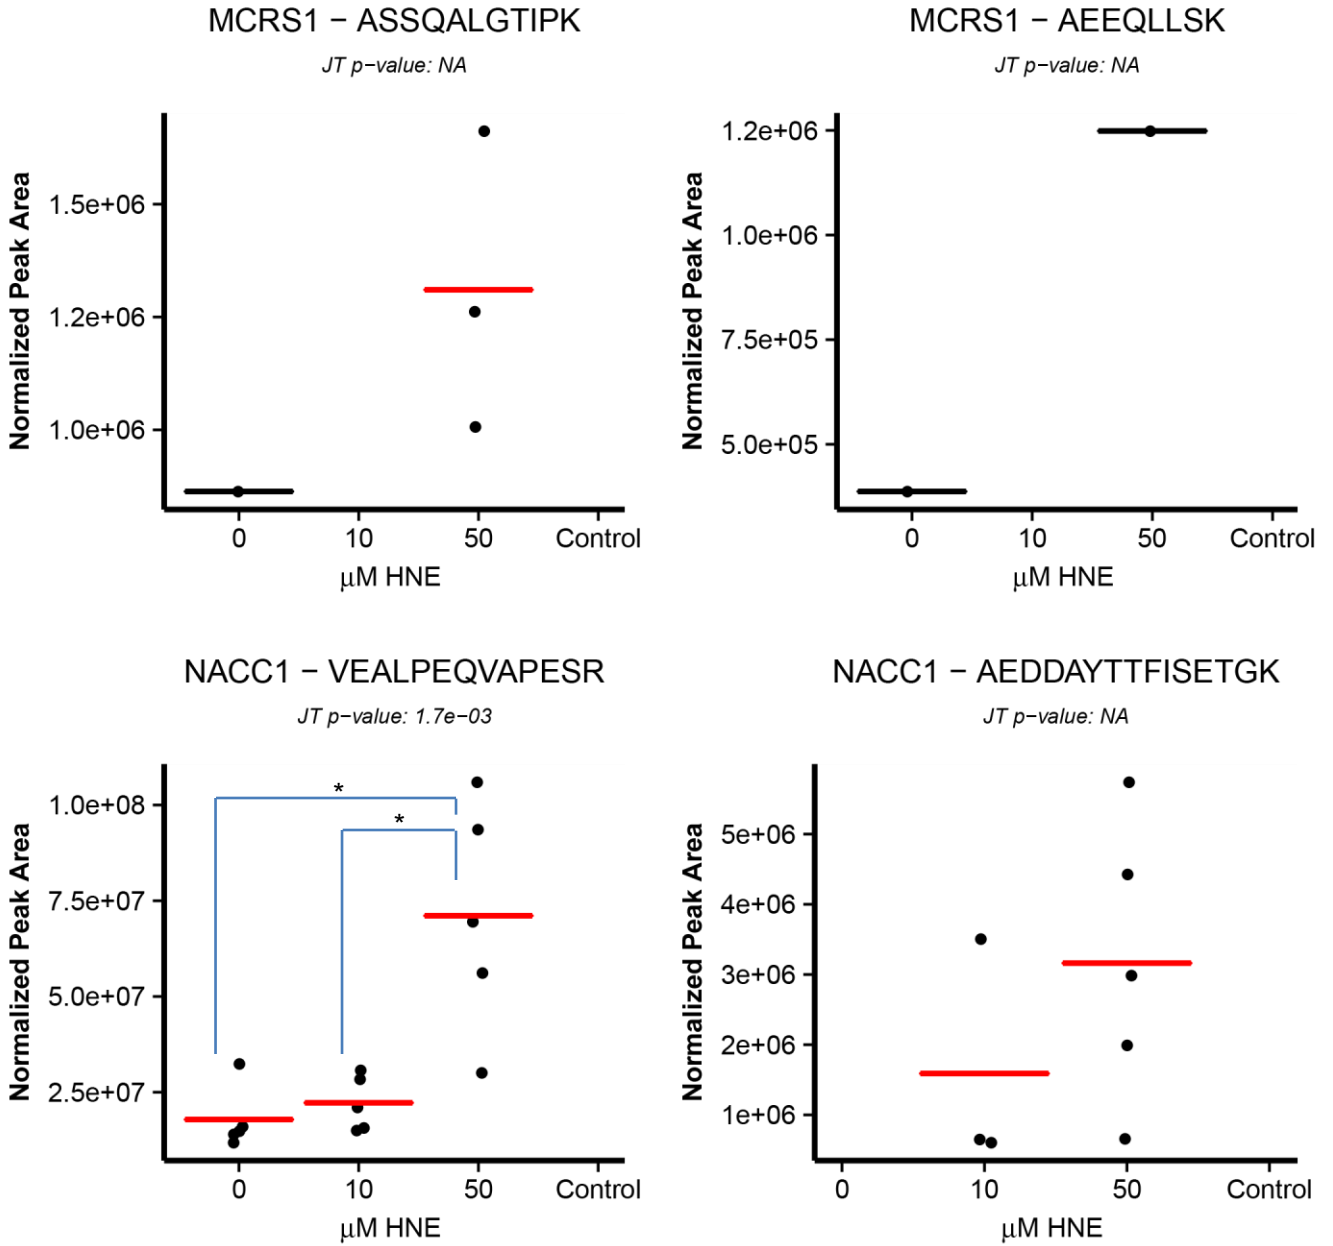 MCRS1 − ASSQALGTIPK
JT p−value: NA
Normalized Peak Area
1.5e+06
1.2e+06
1.0e+06
0 10 50 Control
μM HNE
MCRS1 − AEEQLLSK
JT p−value: NA
Normalized Peak Area
1.2e+06
1.0e+06
7.5e+05
5.0e+05
0 10 50 Control
μM HNE
NACC1 − VEALPEQVAPESR
JT p−value: 1.7e−03
Normalized Peak Area
*
*
1.0e+08
7.5e+07
5.0e+07
2.5e+07
0 10 50 Control
μM HNE
NACC1 − AEDDAYTTFISETGK
JT p−value: NA
Normalized Peak Area
5e+06
4e+06
3e+06
2e+06
1e+06
0 10 50 Control
μM HNE